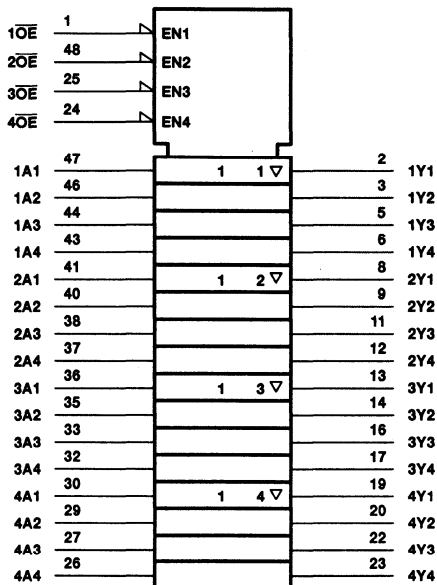 1O̅E̅ 1 EN1
2O̅E̅ 48 EN2
3O̅E̅ 25 EN3
4O̅E̅ 24 EN4
1A1 47 1 1 ▽ 2 1Y1
1A2 46 3 1Y2
1A3 44 5 1Y3
1A4 43 6 1Y4
2A1 41 1 2 ▽ 8 2Y1
2A2 40 9 2Y2
2A3 38 11 2Y3
2A4 37 12 2Y4
3A1 36 1 3 ▽ 13 3Y1
3A2 35 14 3Y2
3A3 33 16 3Y3
3A4 32 17 3Y4
4A1 30 1 4 ▽ 19 4Y1
4A2 29 20 4Y2
4A3 27 22 4Y3
4A4 26 23 4Y4